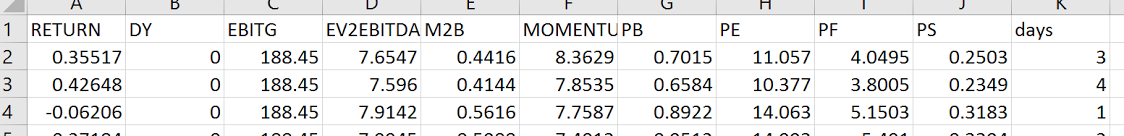 A B C D E F G H I J K
1 RETURN DY EBITG EV2EBITDA M2B MOMENTU PB PE PF PS days
2 0.35517 0 188.45 7.6547 0.4416 8.3629 0.7015 11.057 4.0495 0.2503 3
3 0.42648 0 188.45 7.596 0.4144 7.8535 0.6584 10.377 3.8005 0.2349 4
4 -0.06206 0 188.45 7.9142 0.5616 7.7587 0.8922 14.063 5.1503 0.3183 1